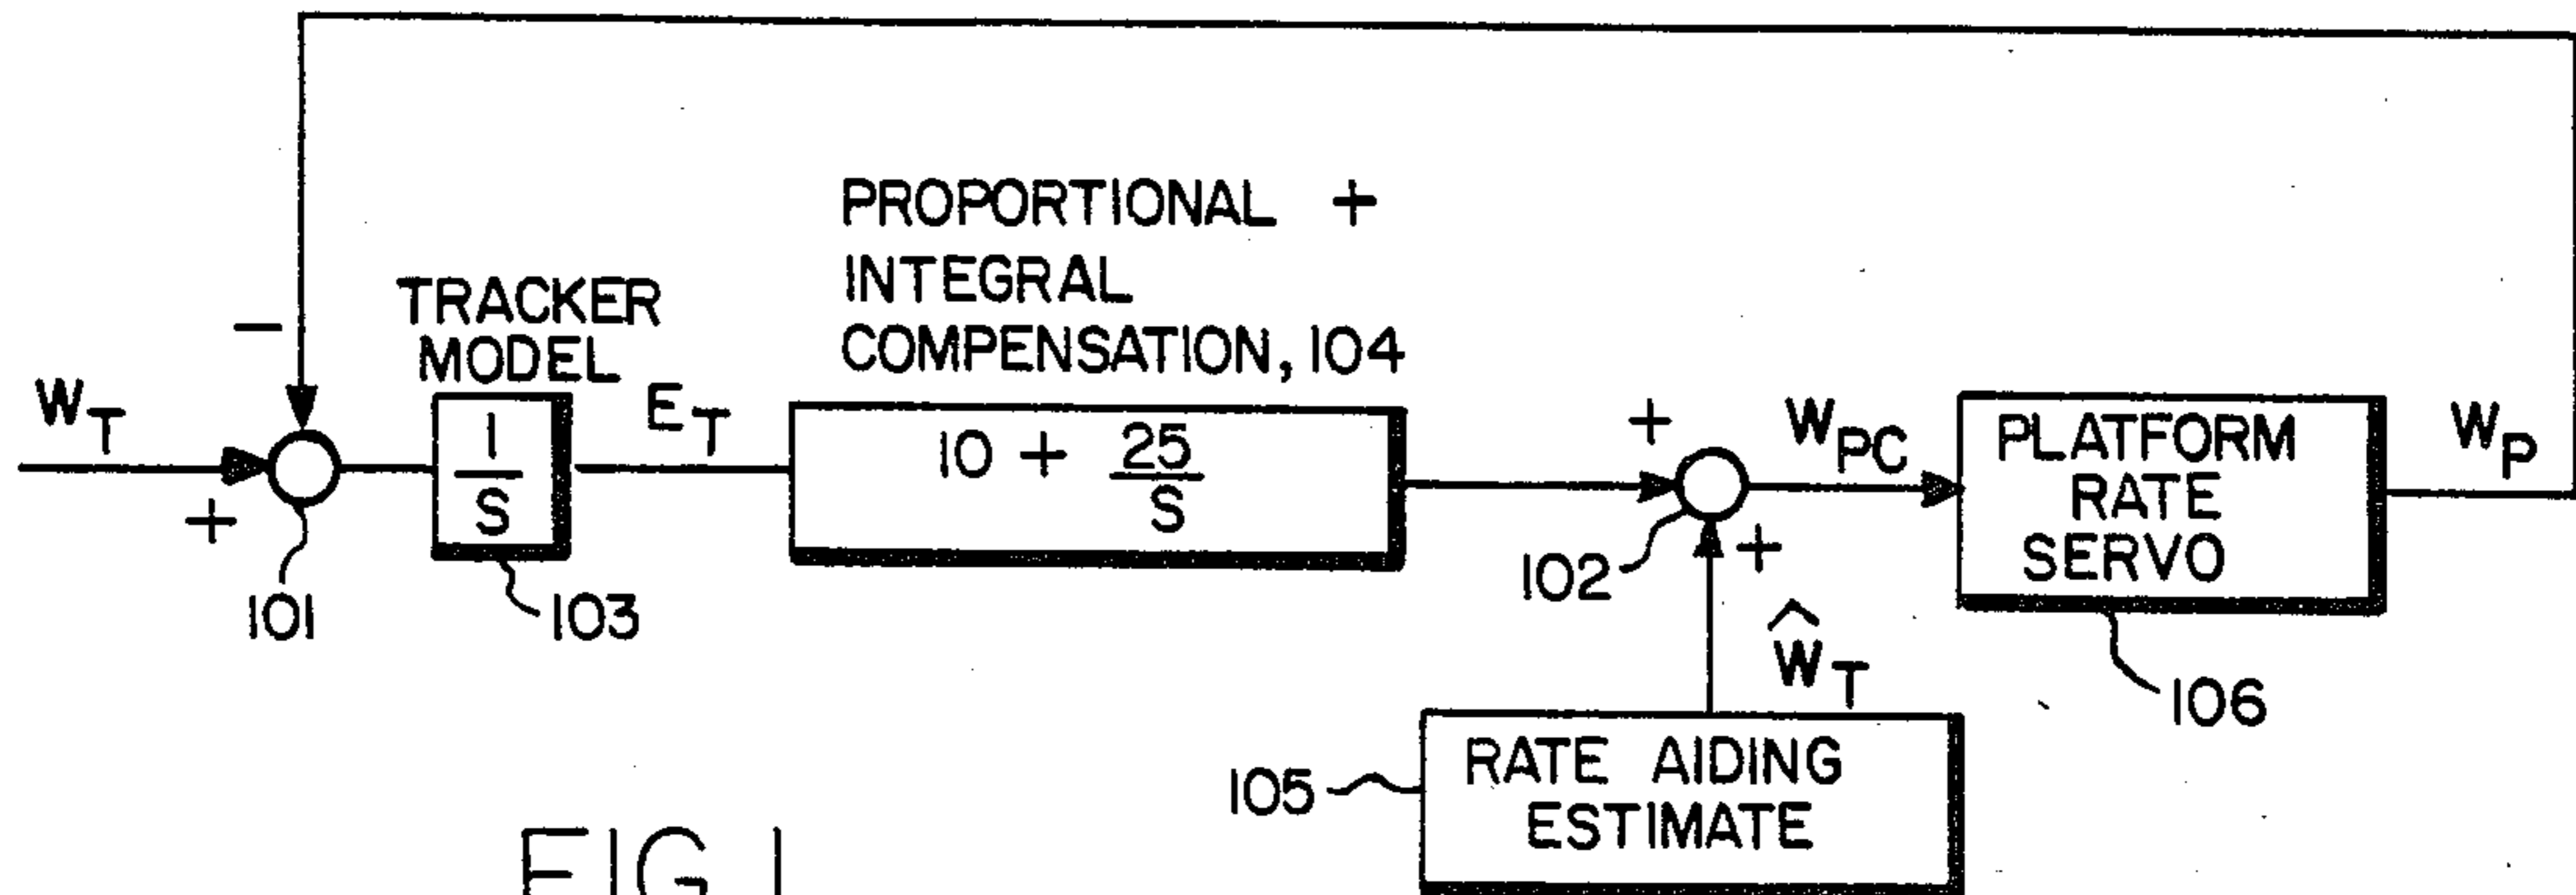 PROPORTIONAL +
INTEGRAL
COMPENSATION, 104
TRACKER
MODEL
W_T
+
−
101
1
S
103
E_T
10 + 25
S
+
102
+
W_PC
PLATFORM
RATE
SERVO
106
W_P
Ŵ_T
105
RATE AIDING
ESTIMATE
FIG. 1